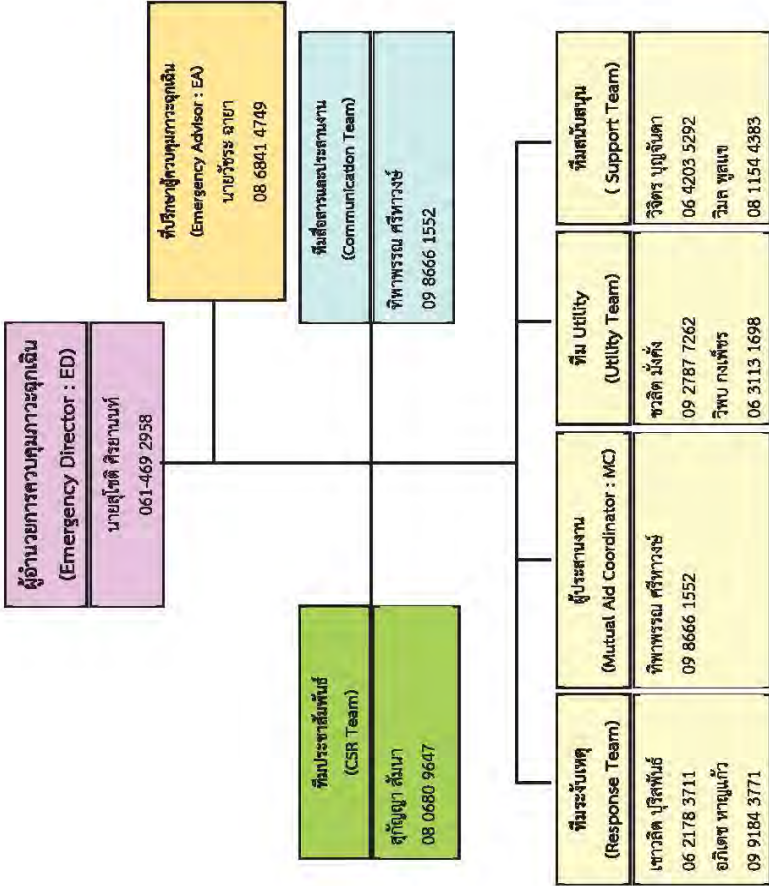 ผู้อำนวยการควบคุมภาวะฉุกเฉิน
(Emergency Director : ED)
นายสุโชติ ศิรยานนท์
061-469 2958
ที่ปรึกษาผู้ควบคุมภาวะฉุกเฉิน
(Emergency Advisor : EA)
นายวัชระ ฉายา
08 6841 4749
ทีมประชาสัมพันธ์
(CSR Team)
สุกัญญา สัมนา
08 0680 9647
ทีมสื่อสารและประสานงาน
(Communication Team)
ทิพาพรรณ ศรีหาวงษ์
09 8666 1552
ทีมระงับเหตุ
(Response Team)
เชาวลิต ปุริสพันธ์
06 2178 3711
อภิเดช หาญแก้ว
09 9184 3771
ผู้ประสานงาน
(Mutual Aid Coordinator : MC)
ทิพาพรรณ ศรีหาวงษ์
09 8666 1552
ทีม Utility
(Utility Team)
ชวลิต มั่งคั่ง
09 2787 7262
วิพบ กงเพ็ชร
06 3113 1698
ทีมสนับสนุน
( Support Team)
วิจิตร บุญจันดา
06 4203 5292
วิมล พูลแข
08 1154 4383